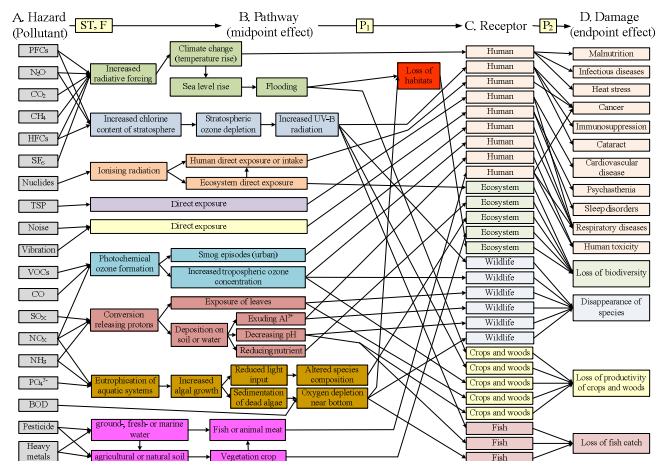 A. Hazard
(Pollutant)
ST, F
B. Pathway
(midpoint effect)
P1
C. Receptor
P2
D. Damage
(endpoint effect)
PFCs
N2O
CO2
CH4
HFCs
SF6
Nuclides
TSP
Noise
Vibration
VOCs
CO
SOx
NOx
NH3
PO4³⁻
BOD
Pesticide
Heavy
metals
Increased
radiative forcing
Climate change
(temperature rise)
Sea level rise
Flooding
Loss of
habitats
Increased chlorine
content of stratosphere
Stratospheric
ozone depletion
Increased UV-B
radiation
Ionising radiation
Human direct exposure or intake
Ecosystem direct exposure
Direct exposure
Direct exposure
Photochemical
ozone formation
Smog episodes (urban)
Increased tropospheric ozone
concentration
Conversion
releasing protons
Exposure of leaves
Deposition on
soil or water
Exuding Al³⁺
Decreasing pH
Reducing nutrient
Eutrophication of
aquatic systems
Increased
algal growth
Reduced light
input
Altered species
composition
Sedimentation
of dead algae
Oxygen depletion
near bottom
ground-, fresh- or marine
water
Fish or animal meat
agricultural or natural soil
Vegetation crop
Human
Human
Human
Human
Human
Human
Human
Human
Human
Ecosystem
Ecosystem
Ecosystem
Ecosystem
Ecosystem
Wildlife
Wildlife
Wildlife
Wildlife
Wildlife
Wildlife
Crops and woods
Crops and woods
Crops and woods
Crops and woods
Crops and woods
Fish
Fish
Fish
Malnutrition
Infectious diseases
Heat stress
Cancer
Immunosuppression
Cataract
Cardiovascular
disease
Psychasthenia
Sleep disorders
Respiratory diseases
Human toxicity
Loss of biodiversity
Disappearance of
species
Loss of productivity
of crops and woods
Loss of fish catch